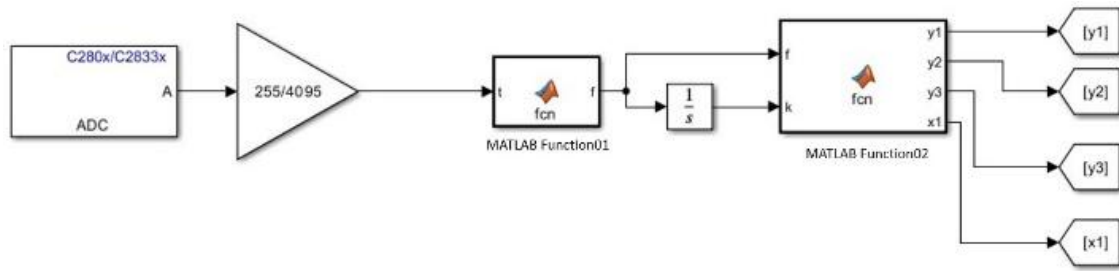 C280x/C2833x
A
ADC
255/4095
t
f
fcn
MATLAB Function01
1
s
f
k
fcn
y1
y2
y3
x1
MATLAB Function02
[y1]
[y2]
[y3]
[x1]